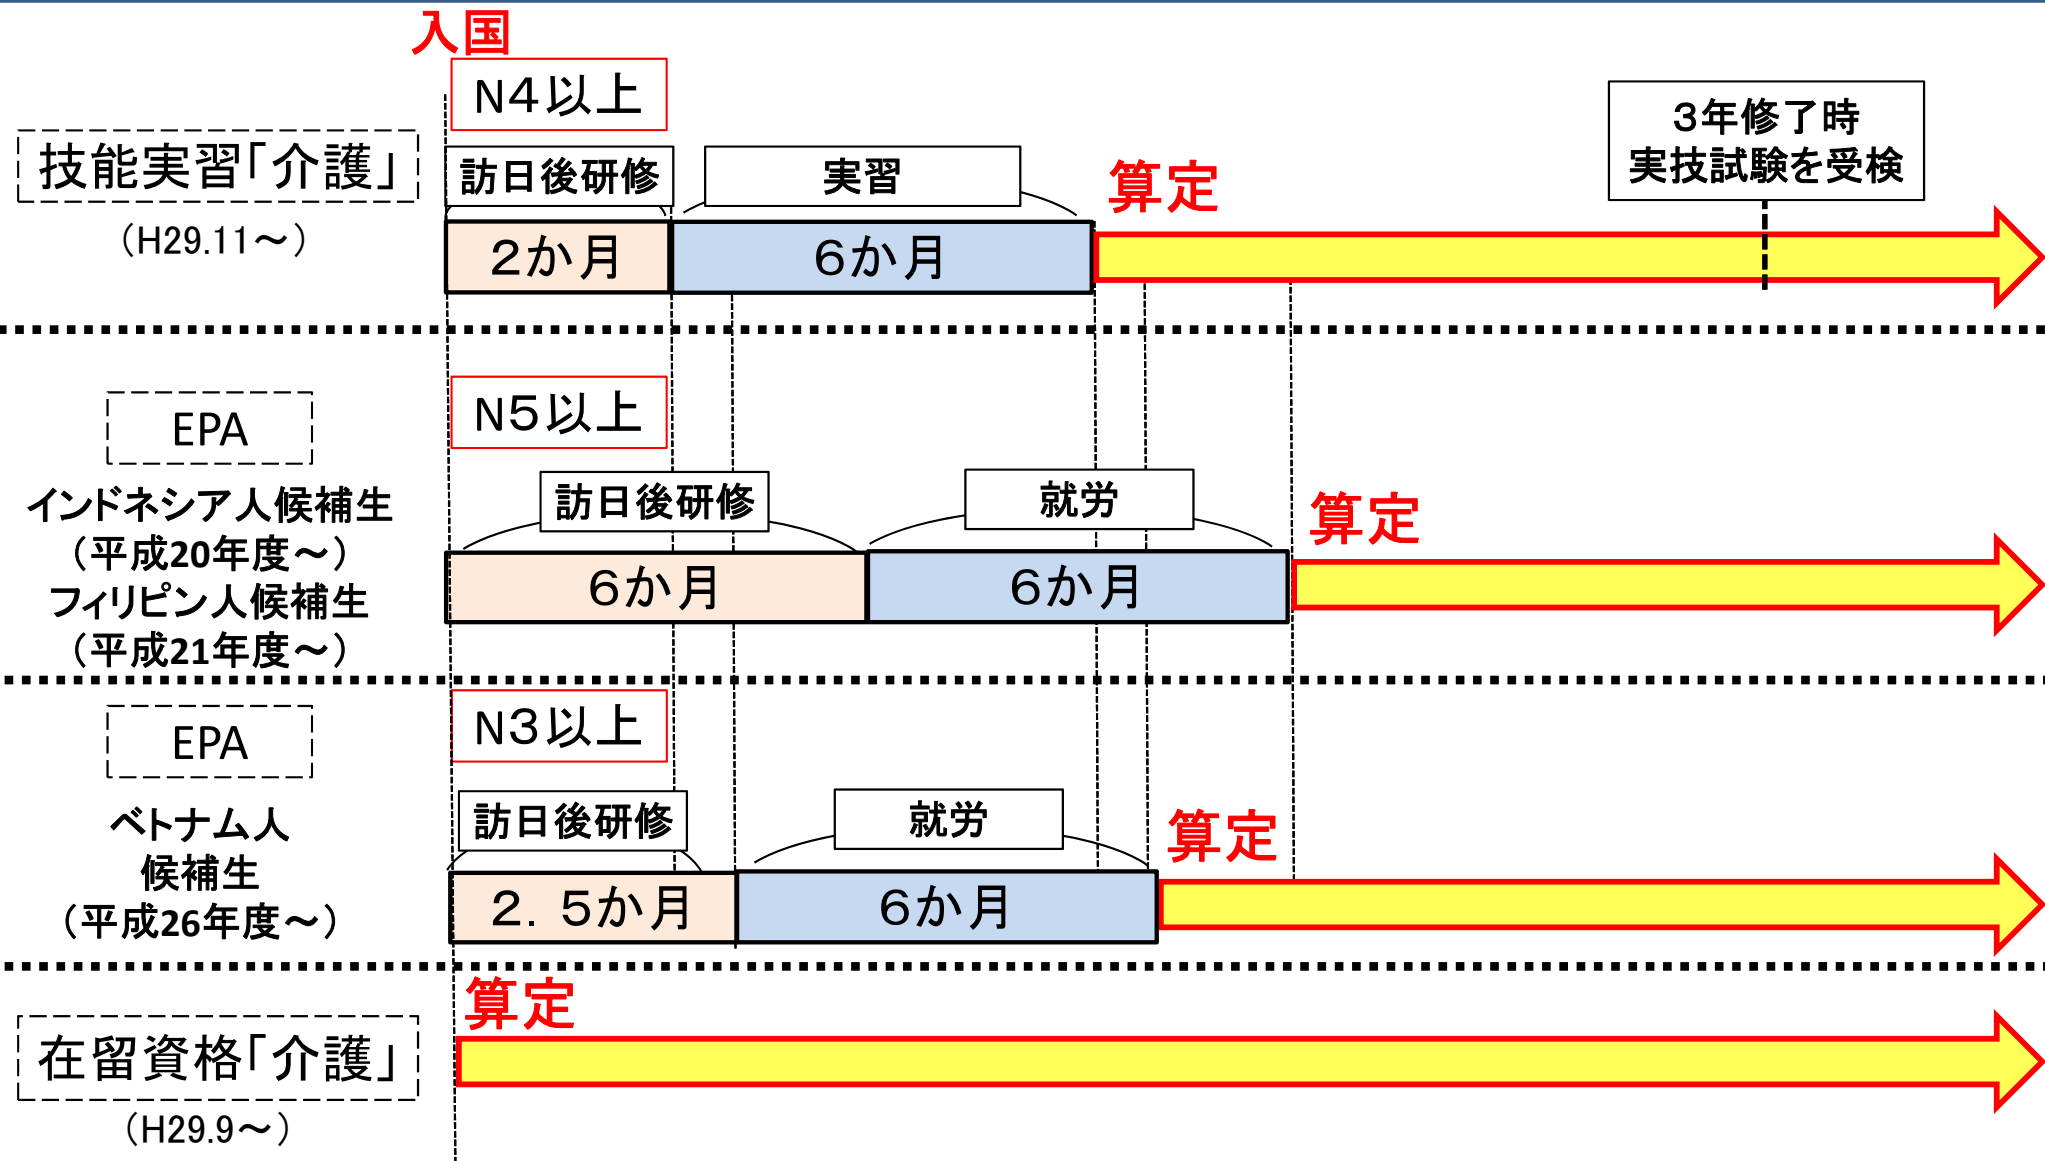 入国
N4以上
技能実習「介護」
（H29.11～）
訪日後研修
実習
算定
3年修了時
実技試験を受検
2か月
6か月
EPA
インドネシア人候補生
（平成20年度～）
フィリピン人候補生
（平成21年度～）
N5以上
訪日後研修
就労
算定
6か月
6か月
EPA
ベトナム人
候補生
（平成26年度～）
N3以上
訪日後研修
就労
算定
2．5か月
6か月
在留資格「介護」
（H29.9～）
算定